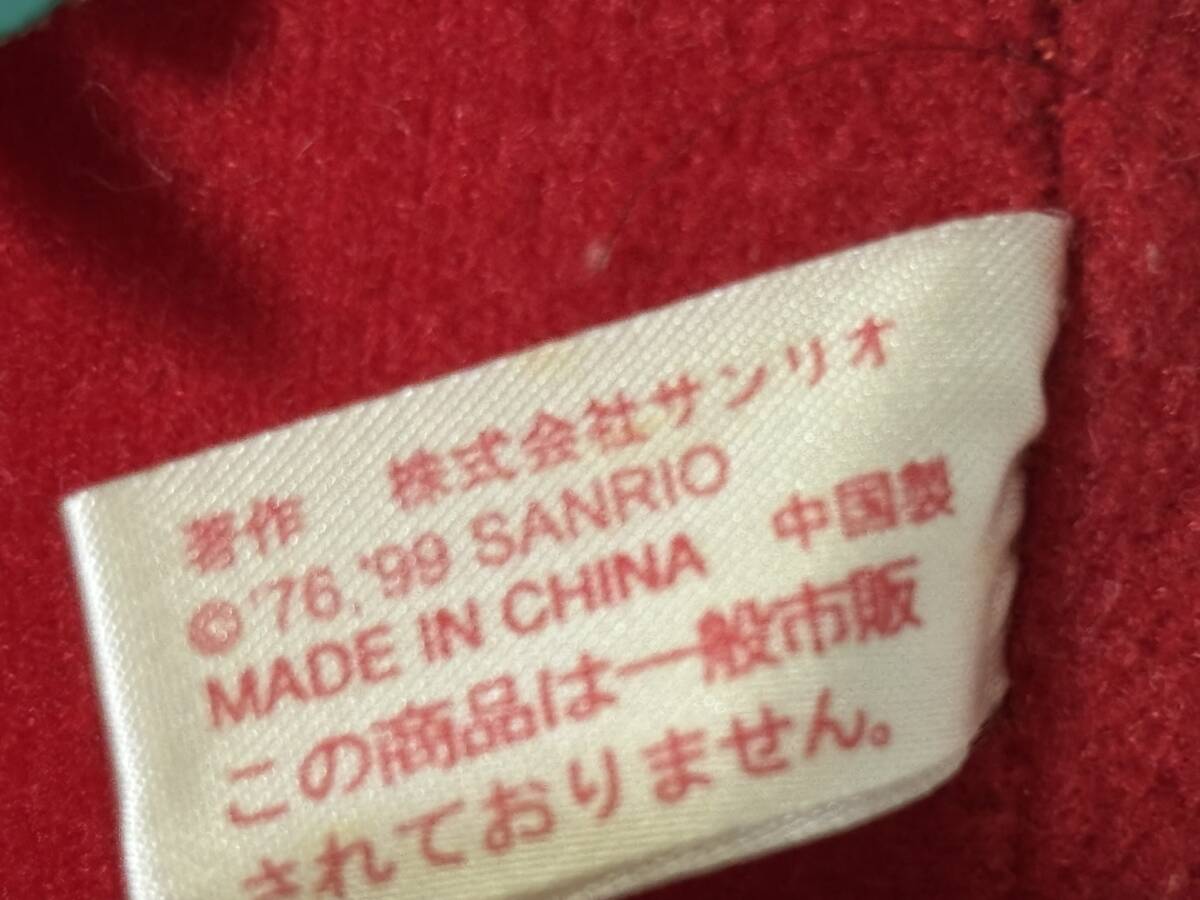 著作 株式会社サンリオ
© '76,'99 SANRIO
MADE IN CHINA 中国製
この商品は一般市販
されておりません。